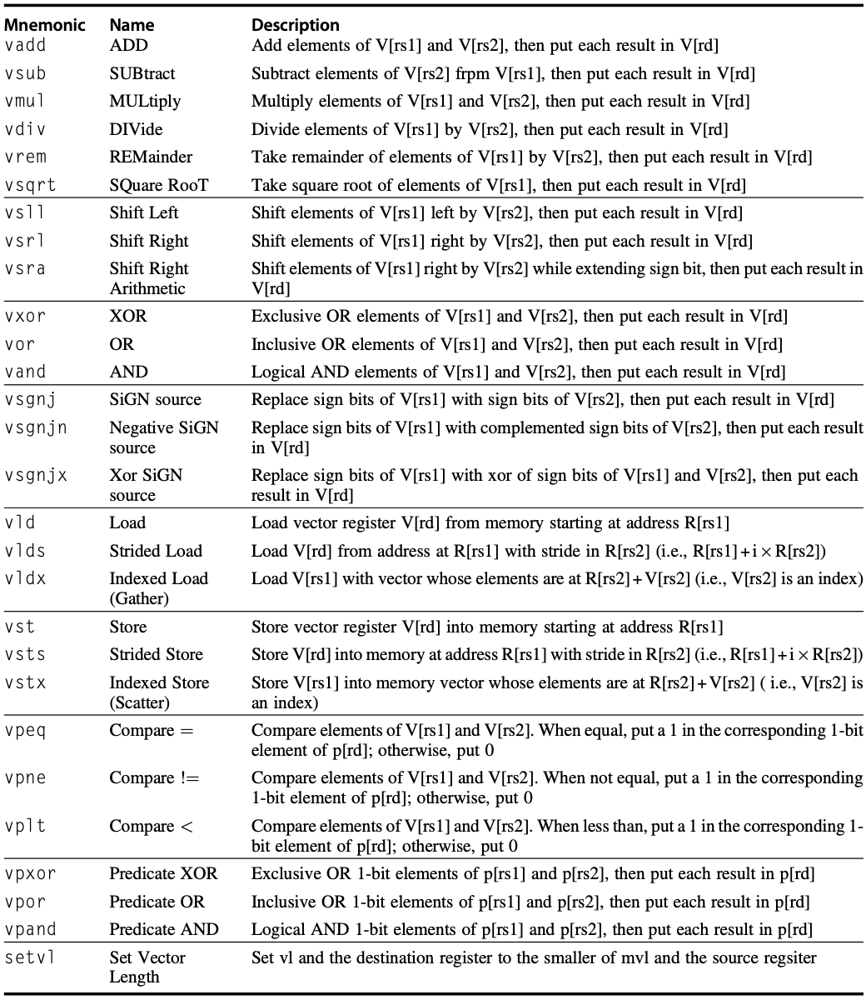 Mnemonic Name Description
vadd ADD Add elements of V[rs1] and V[rs2], then put each result in V[rd]
vsub SUBtract Subtract elements of V[rs2] frpm V[rs1], then put each result in V[rd]
vmul MULtiply Multiply elements of V[rs1] and V[rs2], then put each result in V[rd]
vdiv DIVide Divide elements of V[rs1] by V[rs2], then put each result in V[rd]
vrem REMainder Take remainder of elements of V[rs1] by V[rs2], then put each result in V[rd]
vsqrt SQuare RooT Take square root of elements of V[rs1], then put each result in V[rd]
vsll Shift Left Shift elements of V[rs1] left by V[rs2], then put each result in V[rd]
vsrl Shift Right Shift elements of V[rs1] right by V[rs2], then put each result in V[rd]
vsra Shift Right Shift elements of V[rs1] right by V[rs2] while extending sign bit, then put each result in
Arithmetic V[rd]
vxor XOR Exclusive OR elements of V[rs1] and V[rs2], then put each result in V[rd]
vor OR Inclusive OR elements of V[rs1] and V[rs2], then put each result in V[rd]
vand AND Logical AND elements of V[rs1] and V[rs2], then put each result in V[rd]
vsgnj SiGN source Replace sign bits of V[rs1] with sign bits of V[rs2], then put each result in V[rd]
vsgnjn Negative SiGN Replace sign bits of V[rs1] with complemented sign bits of V[rs2], then put each result
source in V[rd]
vsgnjx Xor SiGN Replace sign bits of V[rs1] with xor of sign bits of V[rs1] and V[rs2], then put each
source result in V[rd]
vld Load Load vector register V[rd] from memory starting at address R[rs1]
vlds Strided Load Load V[rd] from address at R[rs1] with stride in R[rs2] (i.e., R[rs1]+i×R[rs2])
vldx Indexed Load Load V[rs1] with vector whose elements are at R[rs2]+V[rs2] (i.e., V[rs2] is an index)
(Gather)
vst Store Store vector register V[rd] into memory starting at address R[rs1]
vsts Strided Store Store V[rd] into memory at address R[rs1] with stride in R[rs2] (i.e., R[rs1]+i×R[rs2])
vstx Indexed Store Store V[rs1] into memory vector whose elements are at R[rs2]+V[rs2] ( i.e., V[rs2] is
(Scatter) an index)
vpeq Compare = Compare elements of V[rs1] and V[rs2]. When equal, put a 1 in the corresponding 1-bit
element of p[rd]; otherwise, put 0
vpne Compare != Compare elements of V[rs1] and V[rs2]. When not equal, put a 1 in the corresponding
1-bit element of p[rd]; otherwise, put 0
vplt Compare < Compare elements of V[rs1] and V[rs2]. When less than, put a 1 in the corresponding 1-
bit element of p[rd]; otherwise, put 0
vpxor Predicate XOR Exclusive OR 1-bit elements of p[rs1] and p[rs2], then put each result in p[rd]
vpor Predicate OR Inclusive OR 1-bit elements of p[rs1] and p[rs2], then put each result in p[rd]
vpand Predicate AND Logical AND 1-bit elements of p[rs1] and p[rs2], then put each result in p[rd]
setvl Set Vector Set vl and the destination register to the smaller of mvl and the source regsiter
Length